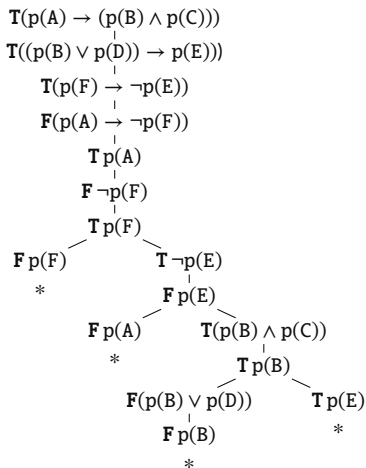 T(p(A) → (p(B) ∧ p(C)))
T((p(B) ∨ p(D)) → p(E)))
T(p(F) → ¬p(E))
F(p(A) → ¬p(F))
T p(A)
F ¬p(F)
T p(F)
F p(F) T ¬p(E)
*
F p(E)
F p(A) T(p(B) ∧ p(C))
*
T p(B)
F(p(B) ∨ p(D)) T p(E)
F p(B) *
*